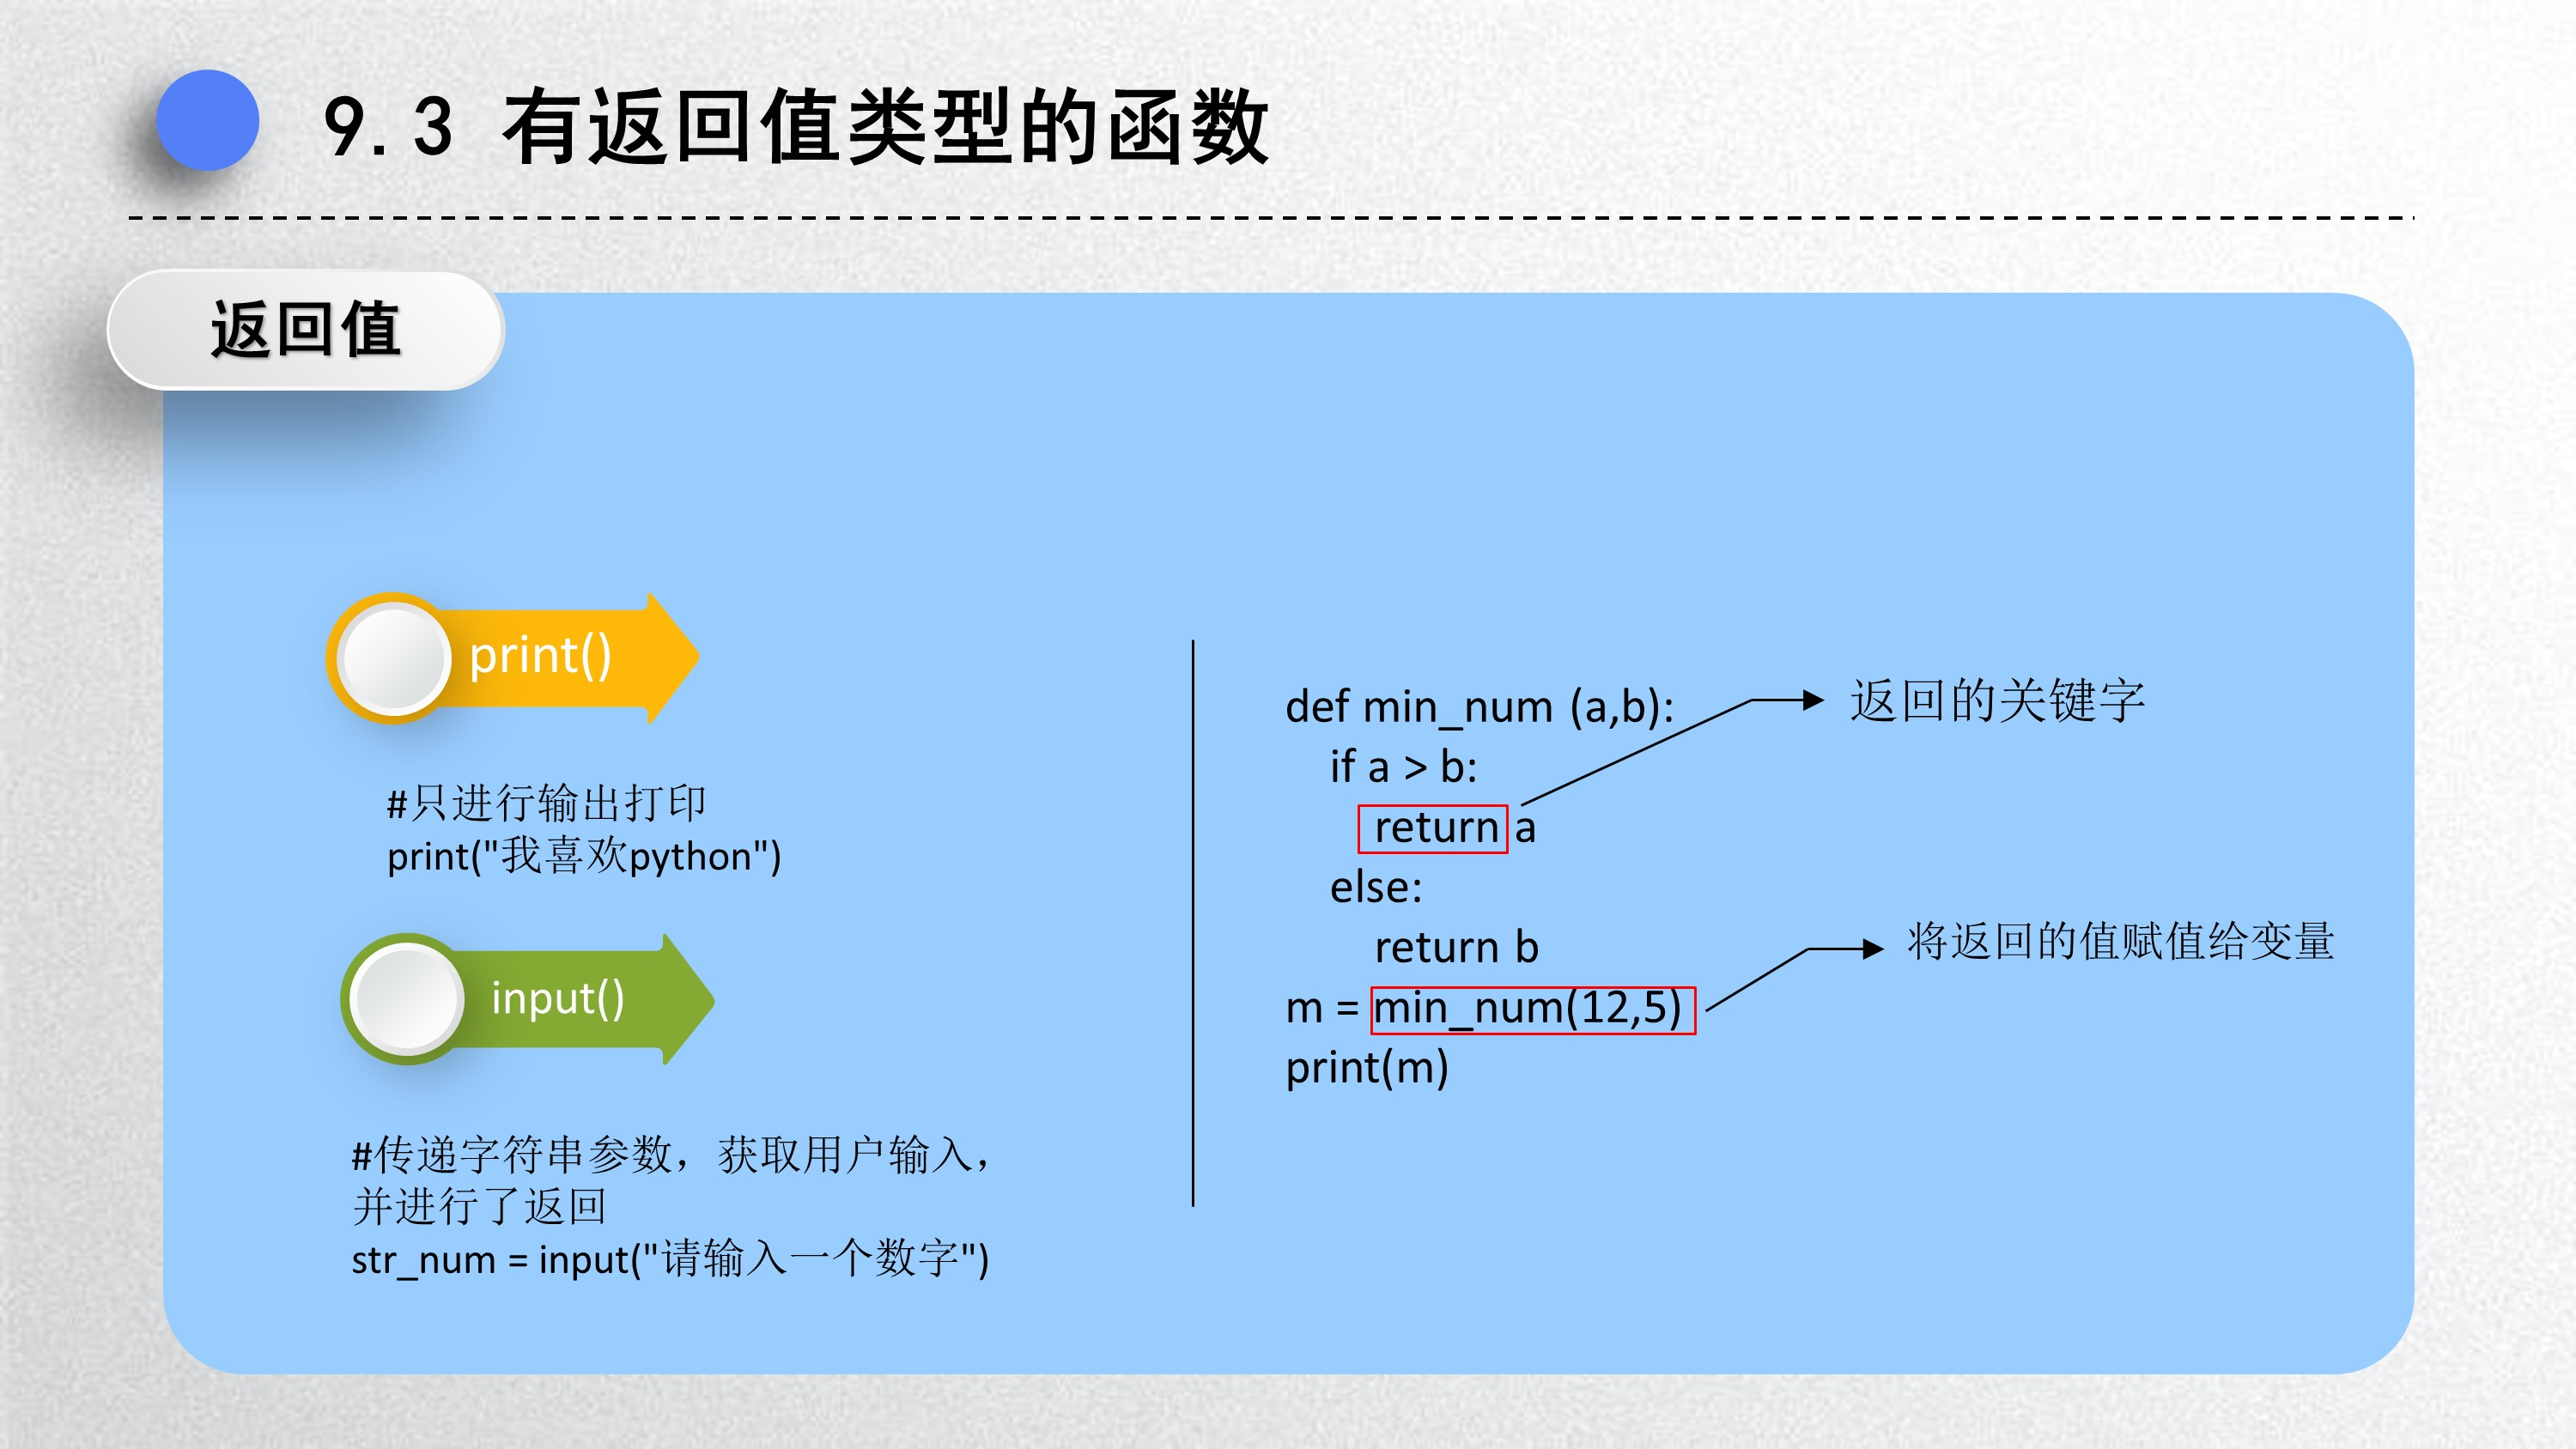 9.3 有返回值类型的函数
返回值
print()
#只进行输出打印
print("我喜欢python")
input()
#传递字符串参数，获取用户输入，
并进行了返回
str_num = input("请输入一个数字")
def min_num (a,b):
    if a > b:
        return a
    else:
        return b
m = min_num(12,5)
print(m)
返回的关键字
将返回的值赋值给变量